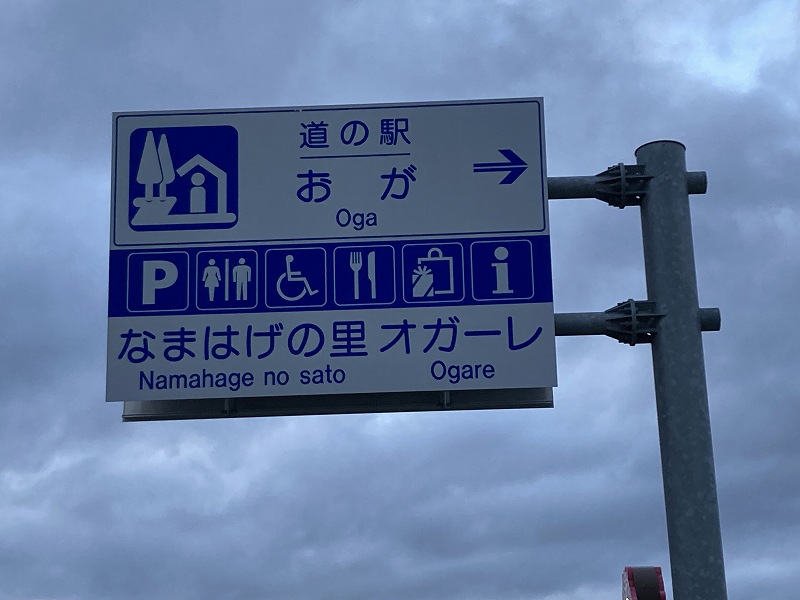 道の駅
おが
Oga
P
i
なまはげの里 オガーレ
Namahage no sato Ogare